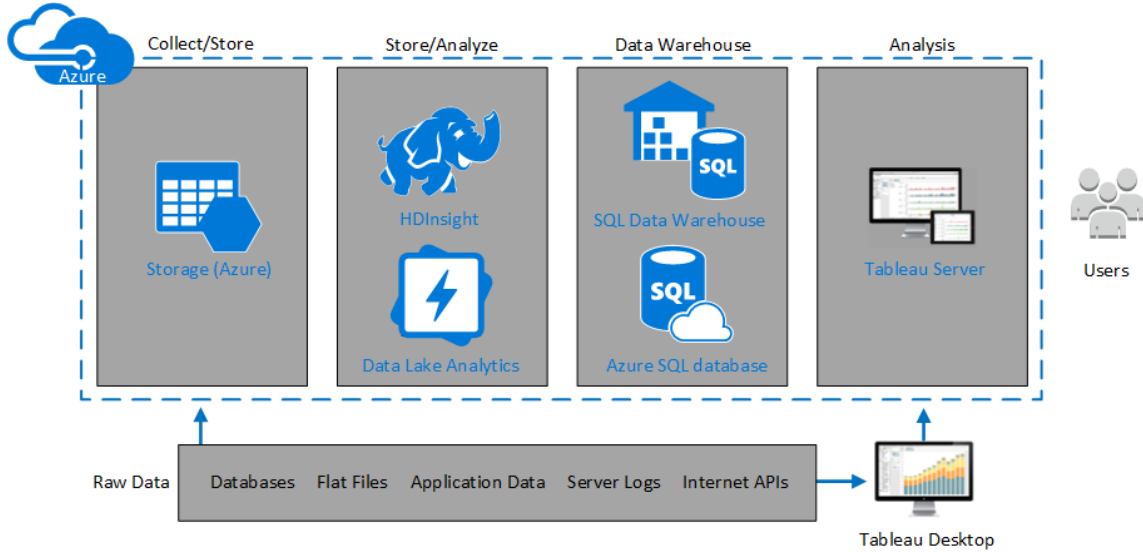 Azure
Collect/Store
Store/Analyze
Data Warehouse
Analysis
Storage (Azure)
HDInsight
Data Lake Analytics
SQL
SQL Data Warehouse
SQL
Azure SQL database
Tableau Server
Users
Raw Data
Databases
Flat Files
Application Data
Server Logs
Internet APIs
Tableau Desktop